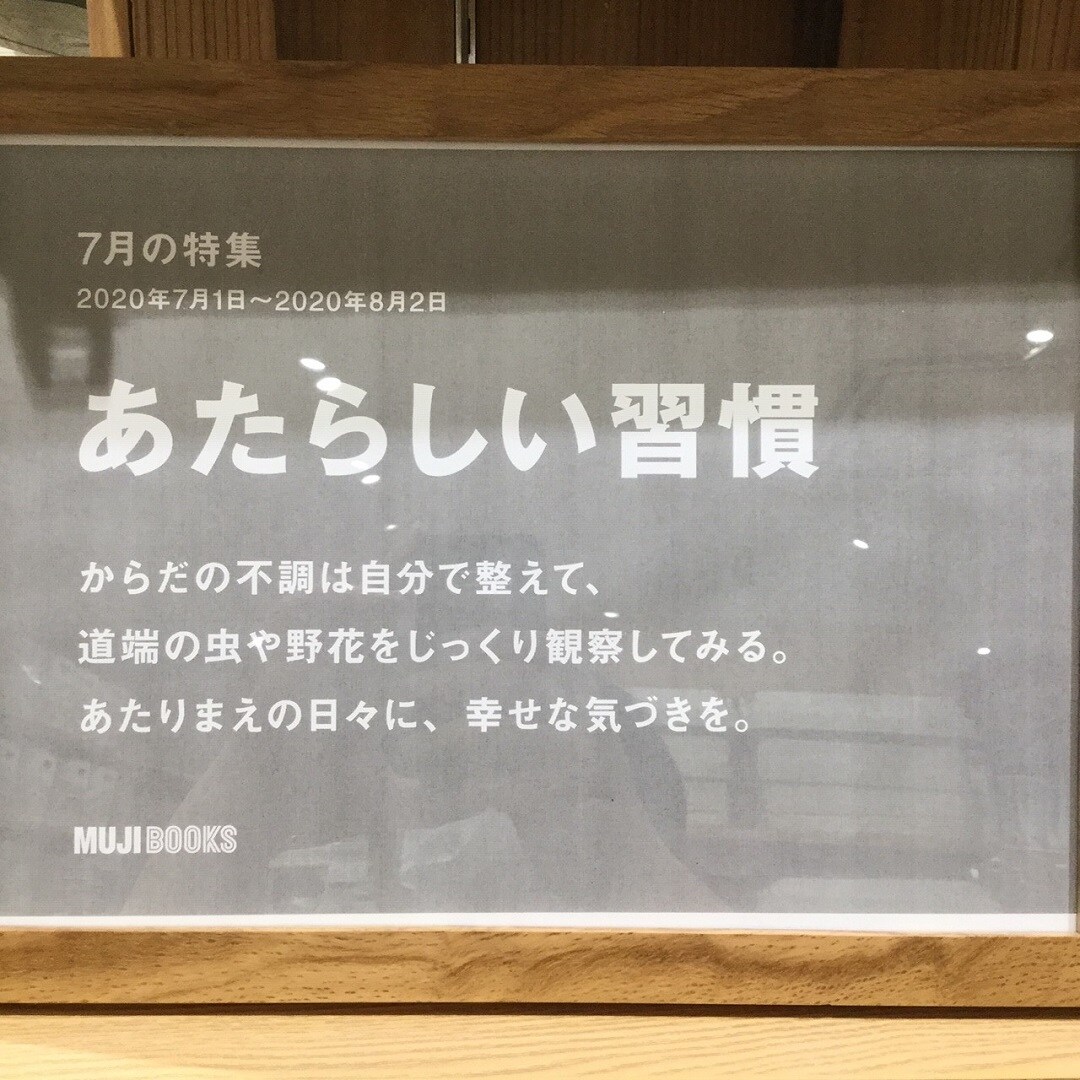 7月の特集
2020年7月1日〜2020年8月2日
あたらしい習慣
からだの不調は自分で整えて、
道端の虫や野花をじっくり観察してみる。
あたりまえの日々に、幸せな気づきを。
MUJI BOOKS